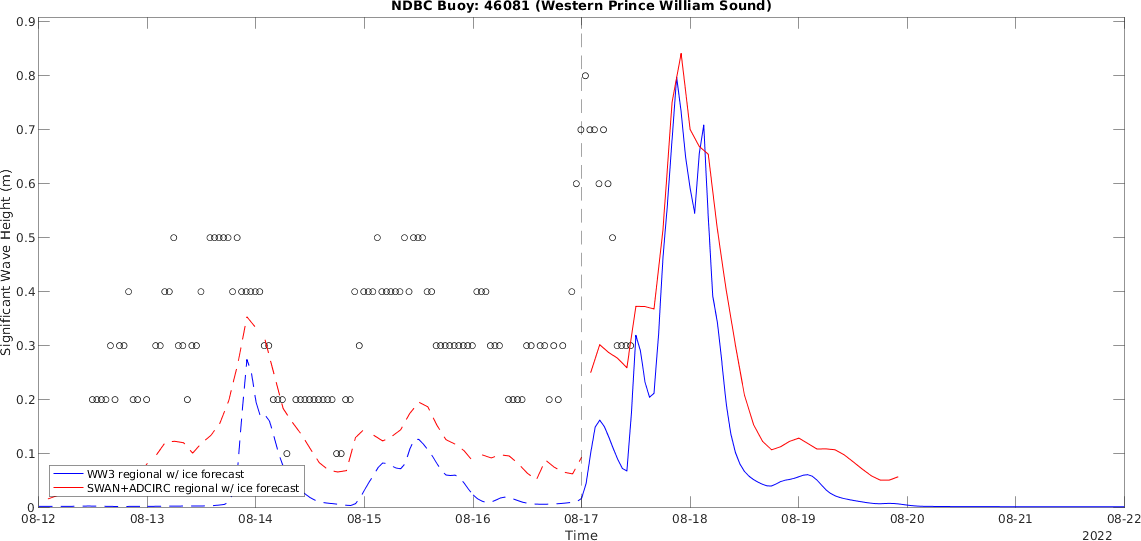 NDBC Buoy: 46081 (Western Prince William Sound)
0.9
0.8
0.7
0.6
0.5
0.4
0.3
0.2
0.1
0
Significant Wave Height (m)
WW3 regional w/ ice forecast
SWAN+ADCIRC regional w/ ice forecast
08-12 08-13 08-14 08-15 08-16 08-17 08-18 08-19 08-20 08-21 08-22
Time
2022